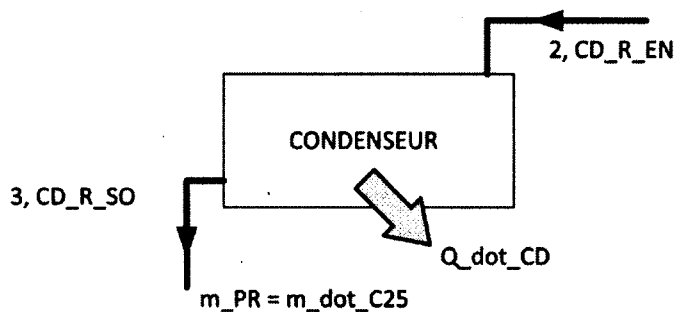 2, CD_R_EN
CONDENSEUR
3, CD_R_SO
Q_dot_CD
m_PR = m_dot_C25